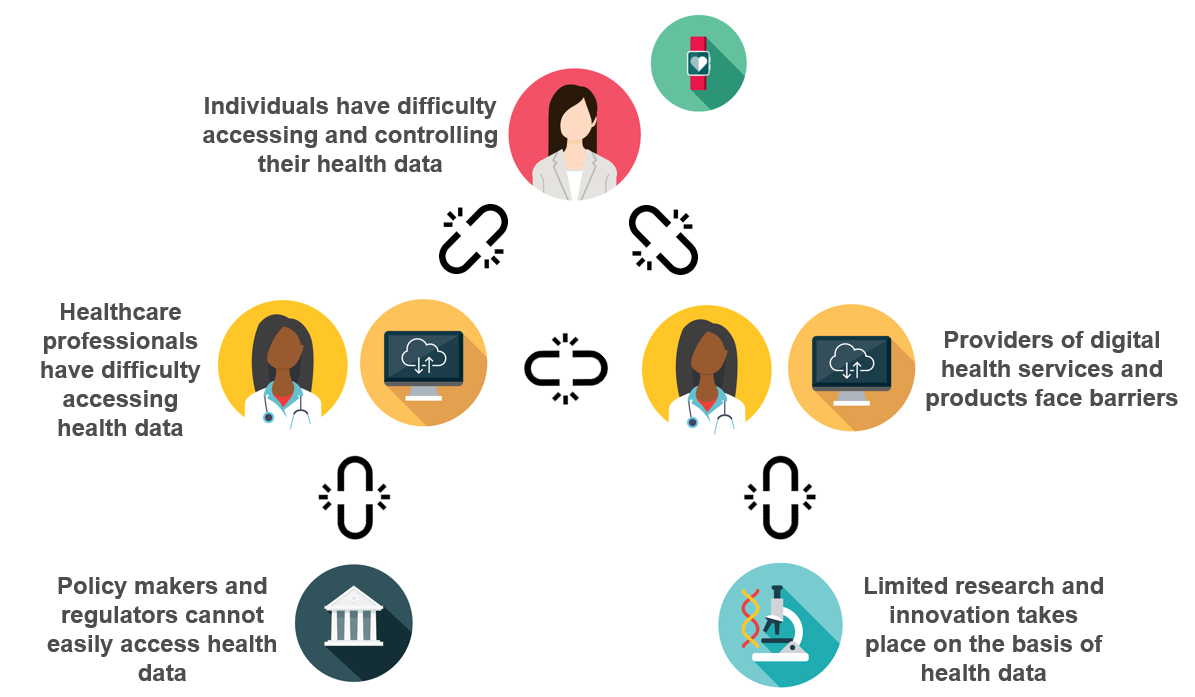 Individuals have difficulty
accessing and controlling
their health data
Healthcare
professionals
have difficulty
accessing
health data
Providers of digital
health services and
products face barriers
Policy makers and
regulators cannot
easily access health
data
Limited research and
innovation takes
place on the basis of
health data